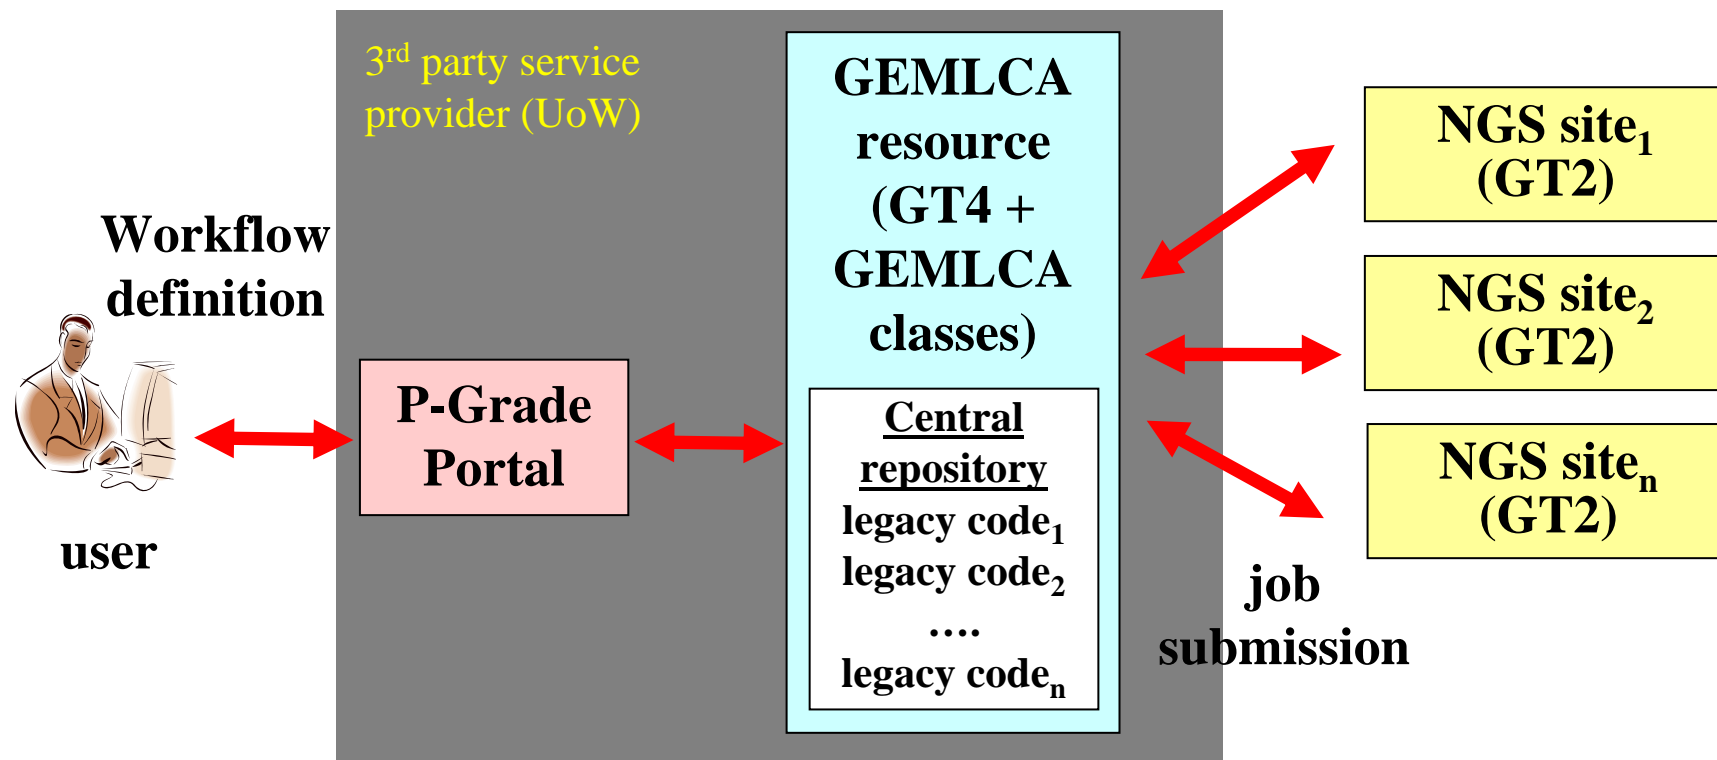 3rd party service
provider (UoW)
Workflow
definition
user
P-Grade
Portal
GEMLCA
resource
(GT4 +
GEMLCA
classes)
Central
repository
legacy code1
legacy code2
….
legacy coden
NGS site1
(GT2)
NGS site2
(GT2)
NGS siten
(GT2)
job
submission